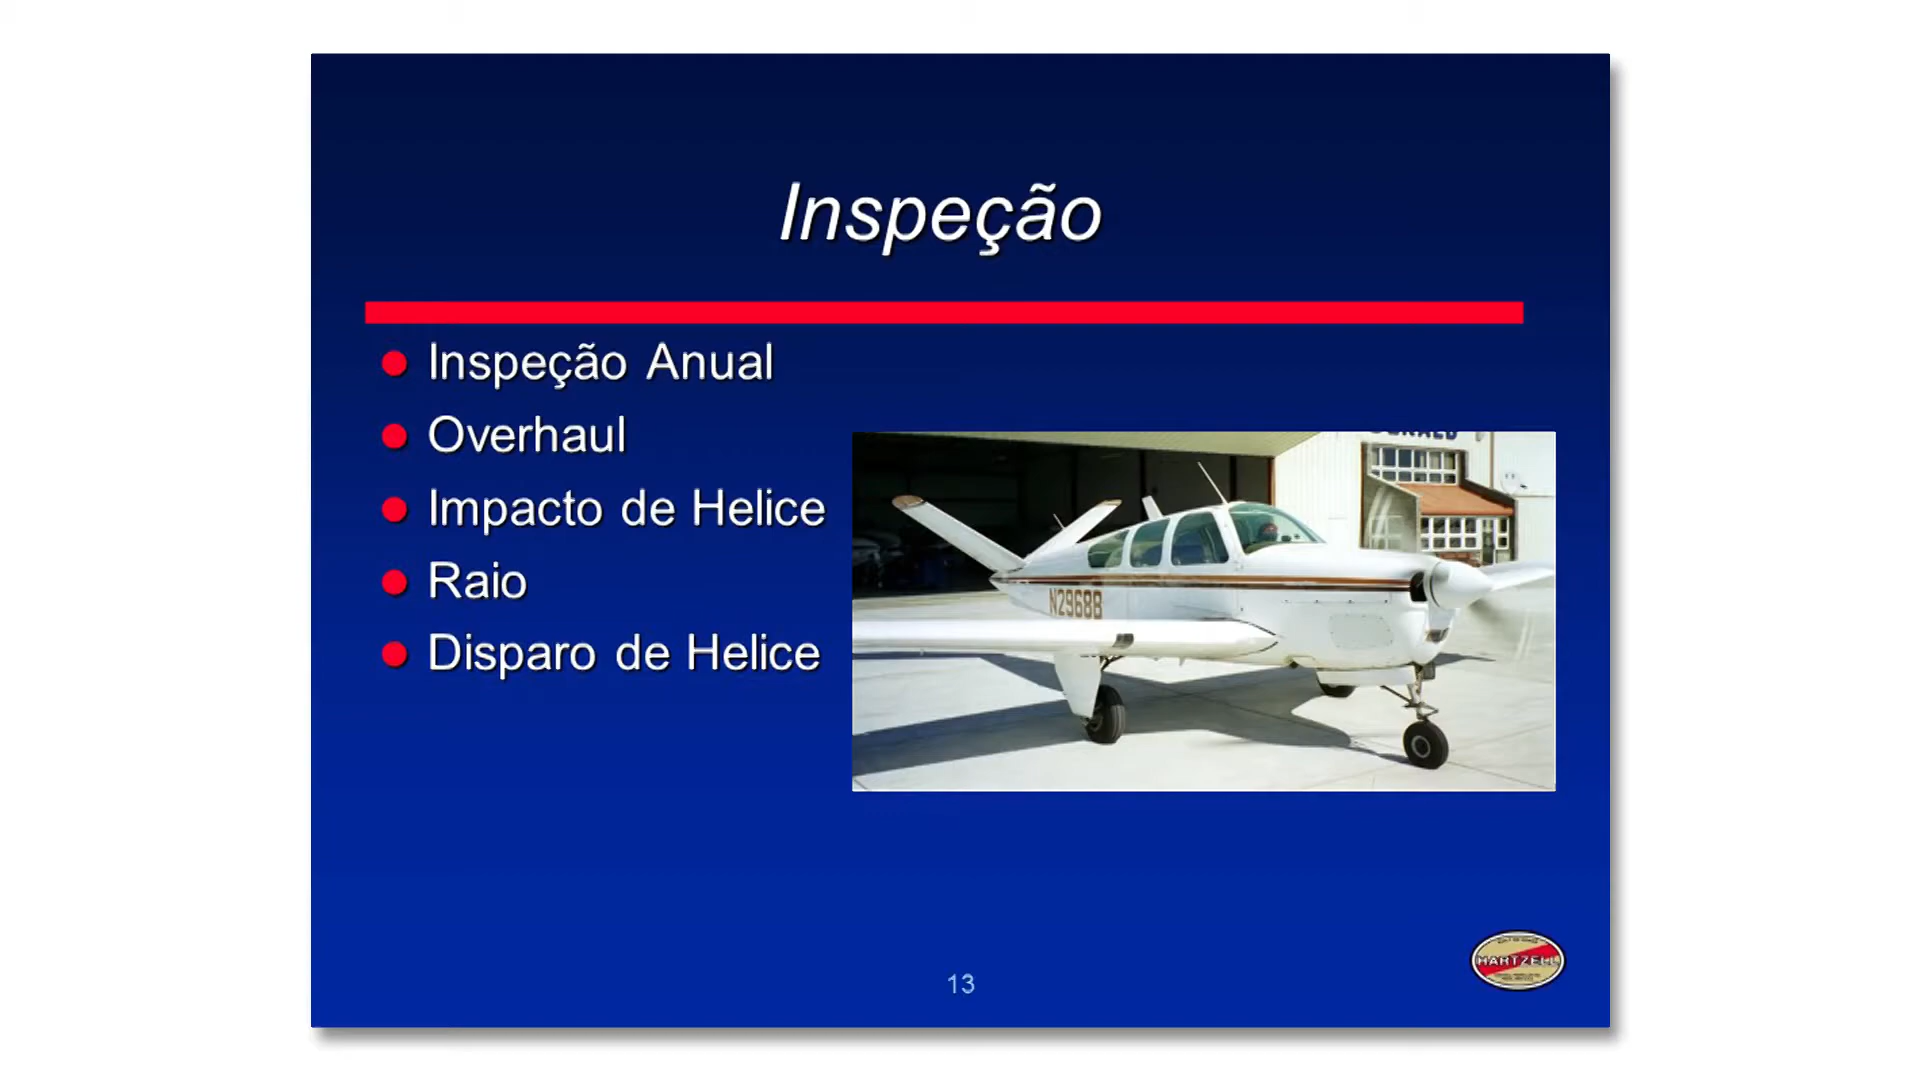 Inspeção
Inspeção Anual
Overhaul
Impacto de Helice
Raio
Disparo de Helice
N2968B
HARTZELL
13